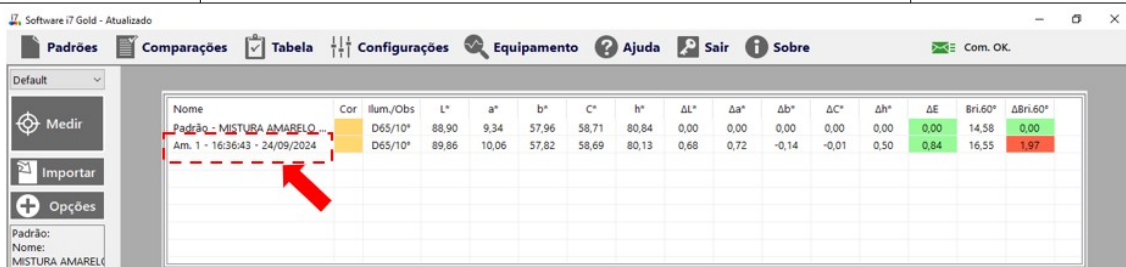 Software i7 Gold - Atualizado
Padrões Comparações Tabela Configurações Equipamento Ajuda Sair Sobre Com. OK.
Default
Medir
Importar
Opções
Padrão:
Nome:
MISTURA AMAREL
Nome Cor Ilum./Obs L* a* b* C* h* ΔL* Δa* Δb* ΔC* Δh* ΔE Bri.60° ΔBri.60°
Padrão - MISTURA AMARELO ... D65/10° 88,90 9,34 57,96 58,71 80,84 0,00 0,00 0,00 0,00 0,00 0,00 14,58 0,00
Am. 1 - 16:36:43 - 24/09/2024 D65/10° 89,86 10,06 57,82 58,69 80,13 0,68 0,72 -0,14 -0,01 0,50 0,84 16,55 1,97